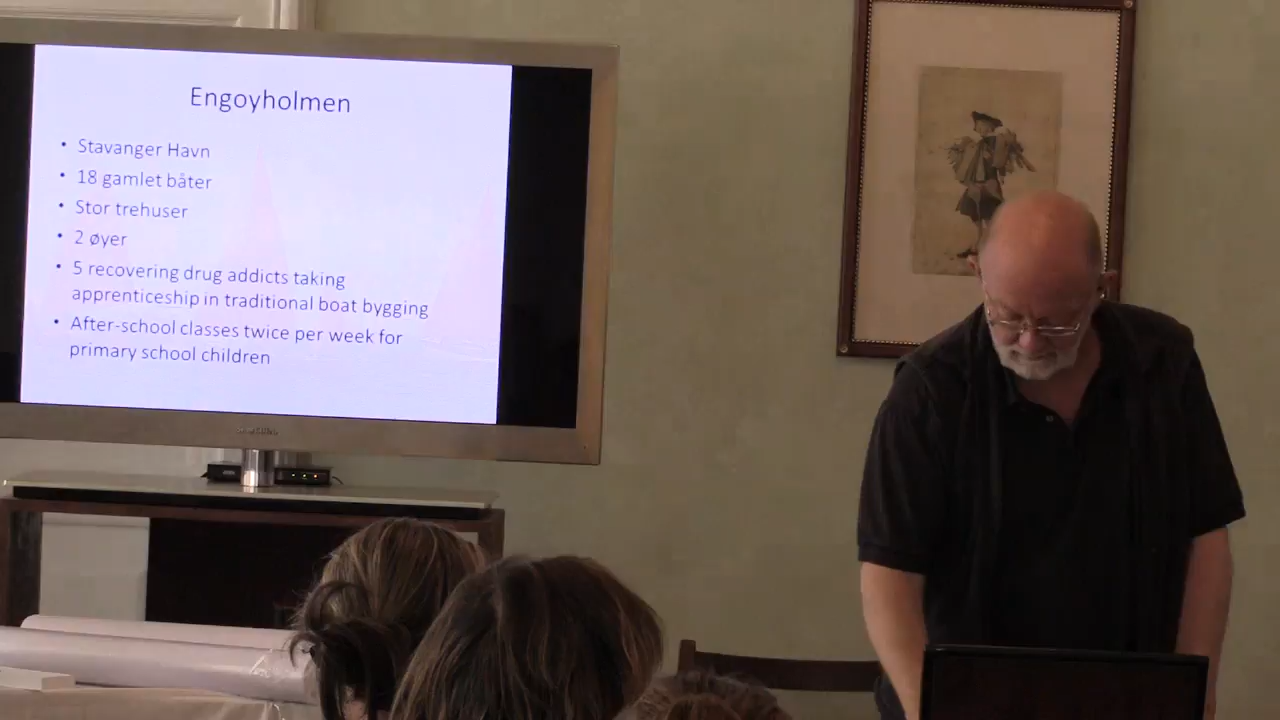 Engoyholmen
• Stavanger Havn
• 18 gamlet båter
• Stor trehuser
• 2 øyer
• 5 recovering drug addicts taking
apprenticeship in traditional boat bygging
• After-school classes twice per week for
primary school children